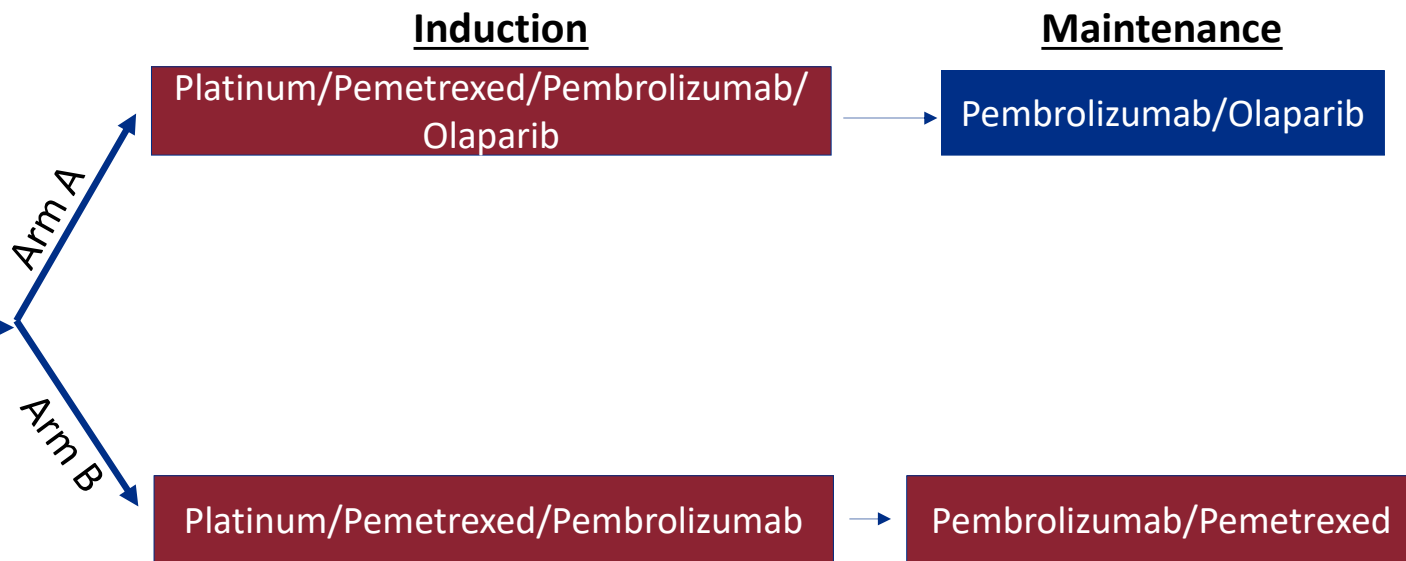 Induction
Maintenance
Platinum/Pemetrexed/Pembrolizumab/
Olaparib
Pembrolizumab/Olaparib
Arm A
Arm B
Platinum/Pemetrexed/Pembrolizumab
Pembrolizumab/Pemetrexed